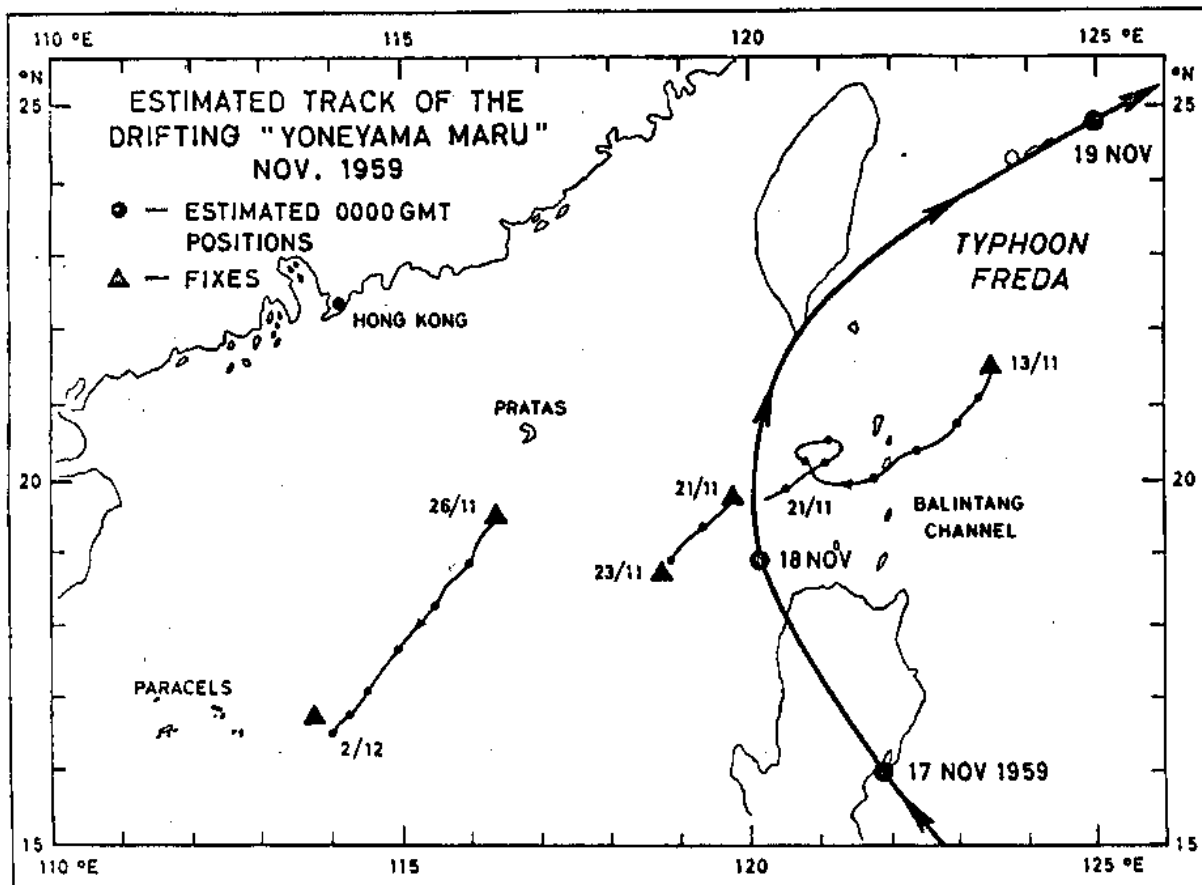 110 °E
115
120
125 °E
°N
°N
25
25
ESTIMATED TRACK OF THE
DRIFTING "YONEYAMA MARU"
NOV. 1959
— ESTIMATED 0000 GMT
POSITIONS
— FIXES
19 NOV
TYPHOON
FREDA
HONG KONG
13/11
PRATAS
20
20
26/11
21/11
21/11
BALINTANG
CHANNEL
18 NOV
23/11
PARACELS
2/12
17 NOV 1959
15
15
110 °E
115
120
125 °E